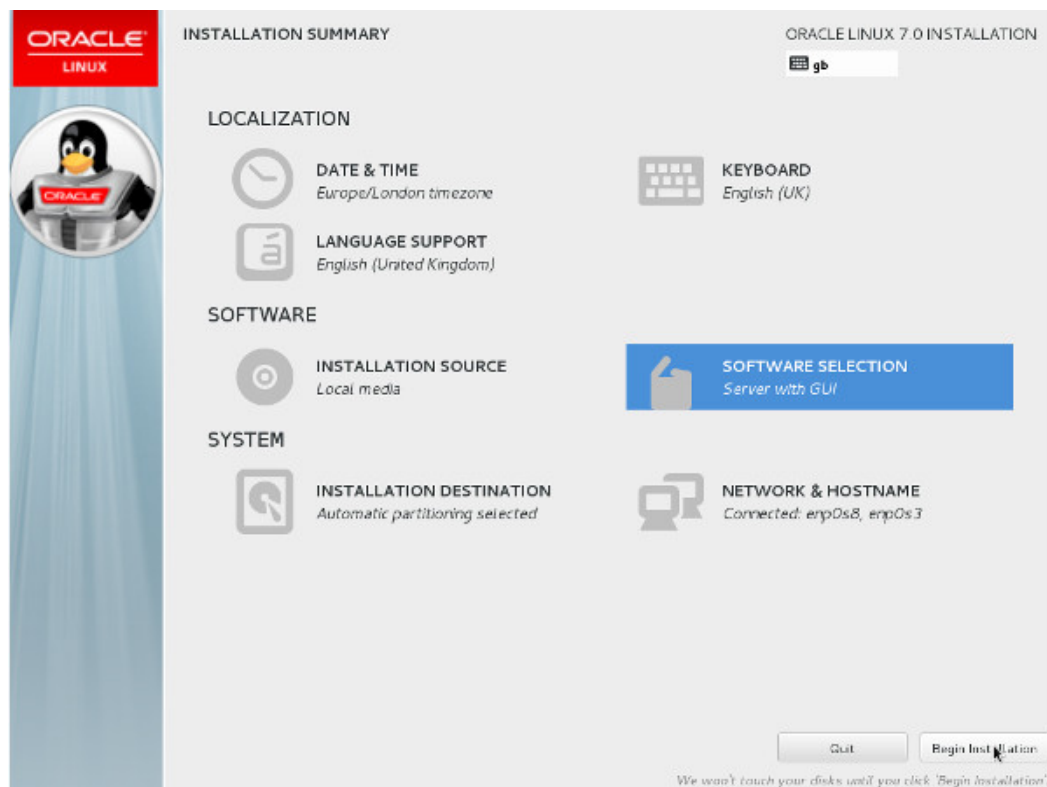 ORACLE
LINUX
INSTALLATION SUMMARY
ORACLE LINUX 7.0 INSTALLATION
gb
ORACLE
LOCALIZATION
DATE & TIME
Europe/London timezone
KEYBOARD
English (UK)
LANGUAGE SUPPORT
English (United Kingdom)
SOFTWARE
INSTALLATION SOURCE
Local media
SOFTWARE SELECTION
Server with GUI
SYSTEM
INSTALLATION DESTINATION
Automatic partitioning selected
NETWORK & HOSTNAME
Connected: enp0s8, enp0s3
Quit
Begin Installation
We won't touch your disks until you click 'Begin Installation'